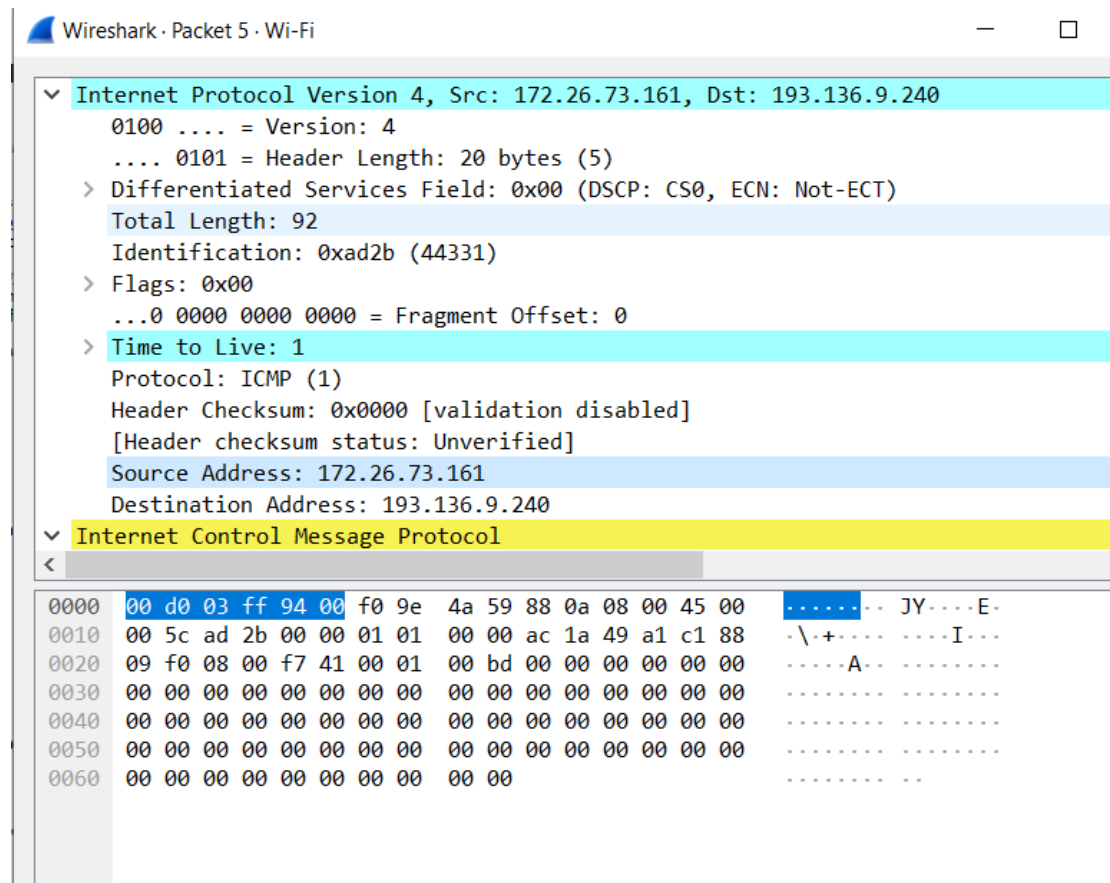 Wireshark · Packet 5 · Wi-Fi
Internet Protocol Version 4, Src: 172.26.73.161, Dst: 193.136.9.240
0100 .... = Version: 4
.... 0101 = Header Length: 20 bytes (5)
Differentiated Services Field: 0x00 (DSCP: CS0, ECN: Not-ECT)
Total Length: 92
Identification: 0xad2b (44331)
Flags: 0x00
...0 0000 0000 0000 = Fragment Offset: 0
Time to Live: 1
Protocol: ICMP (1)
Header Checksum: 0x0000 [validation disabled]
[Header checksum status: Unverified]
Source Address: 172.26.73.161
Destination Address: 193.136.9.240
Internet Control Message Protocol
0000 00 d0 03 ff 94 00 f0 9e 4a 59 88 0a 08 00 45 00 ········ JY····E·
0010 00 5c ad 2b 00 00 01 01 00 00 ac 1a 49 a1 c1 88 ·\·+···· ····I···
0020 09 f0 08 00 f7 41 00 01 00 bd 00 00 00 00 00 00 ·····A·· ········
0030 00 00 00 00 00 00 00 00 00 00 00 00 00 00 00 00 ········ ········
0040 00 00 00 00 00 00 00 00 00 00 00 00 00 00 00 00 ········ ········
0050 00 00 00 00 00 00 00 00 00 00 00 00 00 00 00 00 ········ ········
0060 00 00 00 00 00 00 00 00 00 00 ········ ··